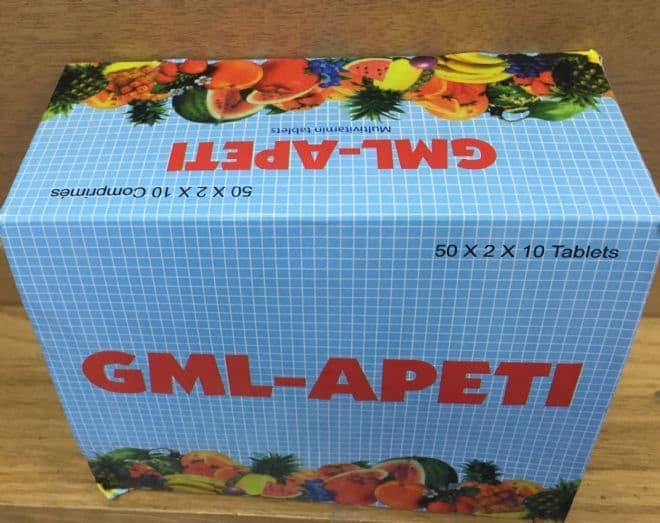 Multivitamin tablets
GML-APETI
50 X 2 X 10 Comprimés
50 X 2 X 10 Tablets
GML-APETI